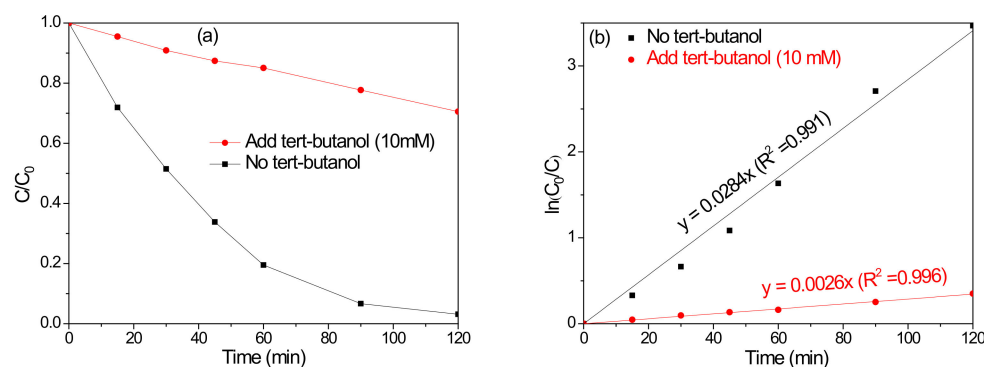 (a)
1.0
0.8
0.6
0.4
0.2
0.0
C/C0
Add tert-butanol (10mM)
No tert-butanol
0 20 40 60 80 100 120
Time (min)
(b)
No tert-butanol
Add tert-butanol (10 mM)
3
2
1
0
ln(C0/C)
y = 0.0284x (R2 =0.991)
y = 0.0026x (R2 =0.996)
0 20 40 60 80 100 120
Time (min)